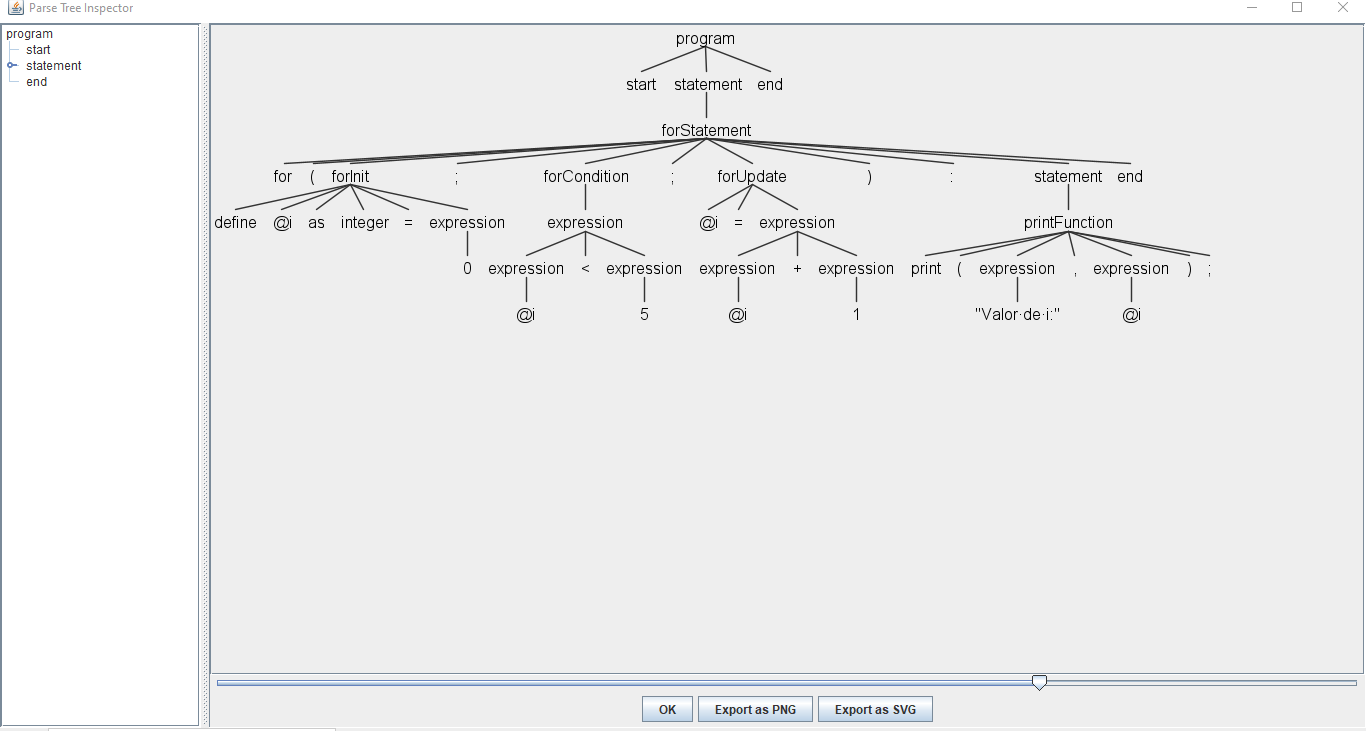 Parse Tree Inspector
program
start
statement
end
program
start statement end
forStatement
for ( forInit ; forCondition ; forUpdate ) : statement end
define @i as integer = expression expression @i = expression printFunction
0 expression < expression expression + expression print ( expression , expression ) ;
@i 5 @i 1 "Valor·de·i:" @i
OK Export as PNG Export as SVG